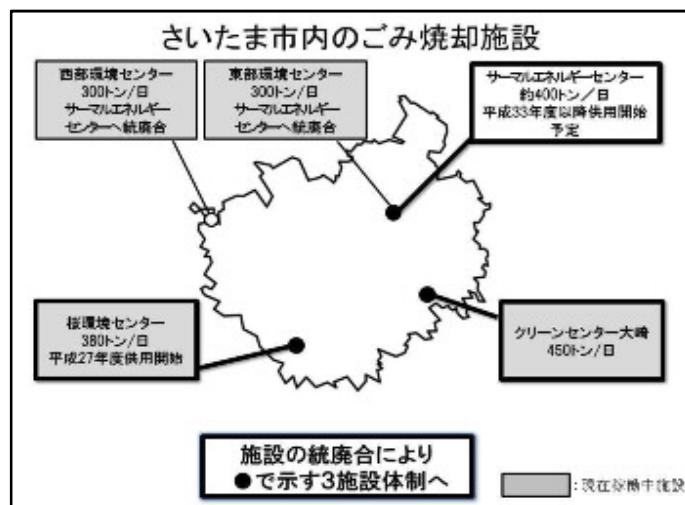 さいたま市内のごみ焼却施設
西部環境センター
300トン/日
サーマルエネルギー
センターへ統廃合
東部環境センター
300トン/日
サーマルエネルギー
センターへ統廃合
サーマルエネルギーセンター
約400トン／日
平成33年度以降供用開始
予定
桜環境センター
380トン/日
平成27年度供用開始
クリーンセンター大崎
450トン/日
施設の統廃合により
●で示す3施設体制へ
：現在稼働中施設